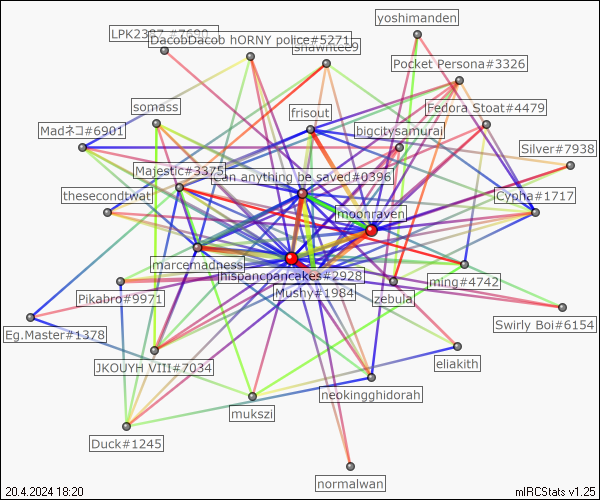 yoshimanden
LPK2387 #7690
DacobDacob hORNY police#5271
shawntee9
Pocket Persona#3326
somass
frisout
Fedora Stoat#4479
Madネコ#6901
bigcitysamurai
Silver#7938
Majestic#3375
Can anything be saved#0396
thesecondtwat
Cypha#1717
moonraven
marcemadness
hispancpancakes#2928
ming#4742
Pikabro#9971
Mushy#1984
zebula
Eg.Master#1378
Swirly Boi#6154
JKOUYH VIII#7034
eliakith
neokingghidorah
mukszi
Duck#1245
normalwan
20.4.2024 18:20
mIRCStats v1.25